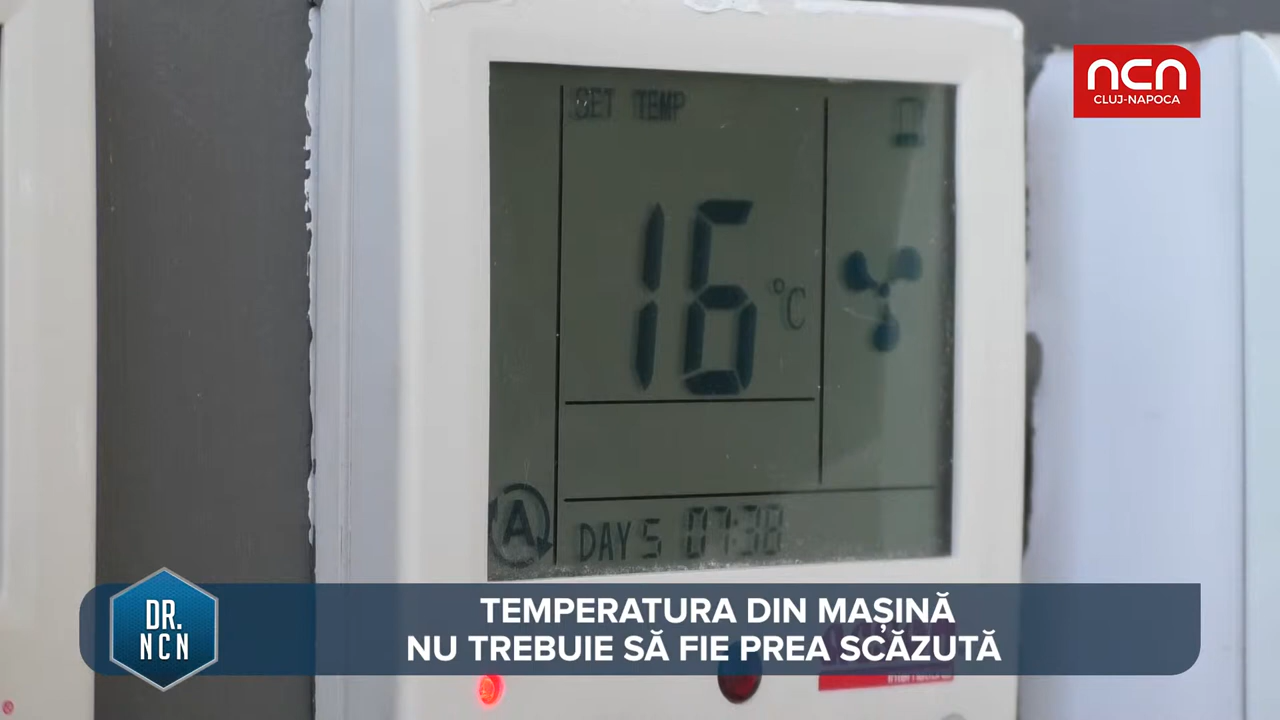 ncn
CLUJ-NAPOCA
SET TEMP
16 °C
A
DAY 5 07:38
DR.
NCN
TEMPERATURA DIN MAȘINĂ
NU TREBUIE SĂ FIE PREA SCĂZUTĂ